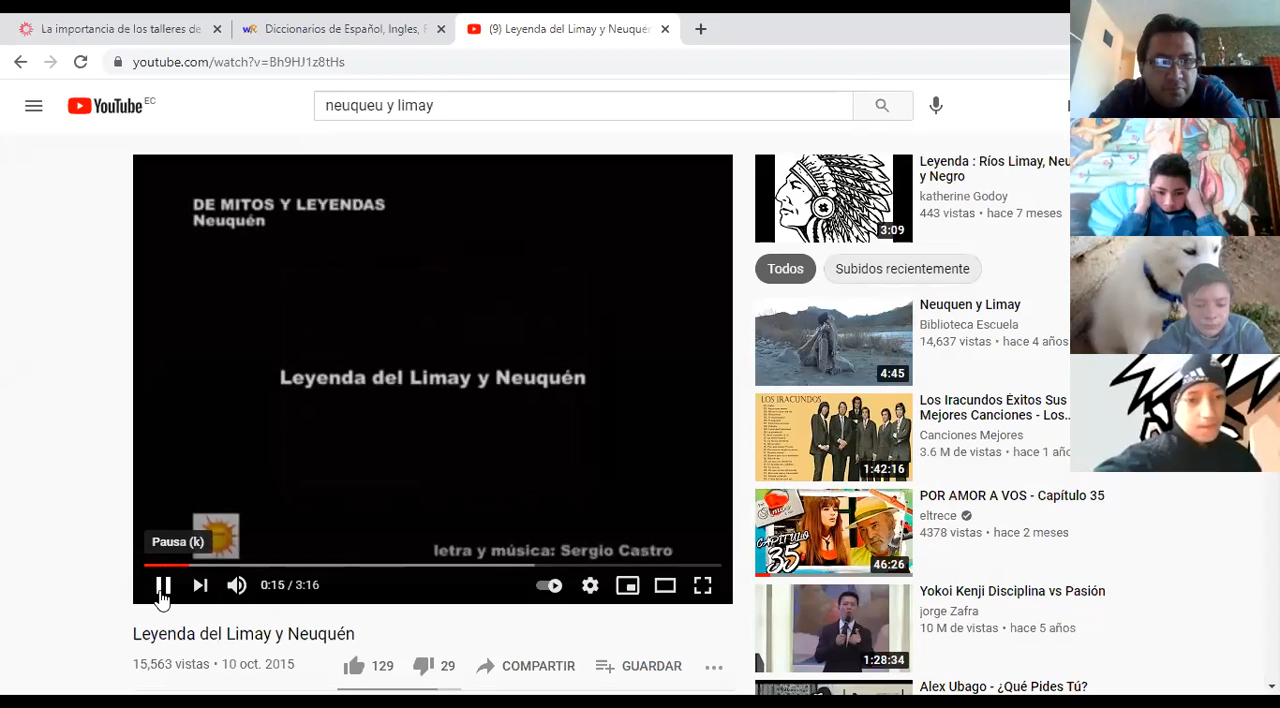 La importancia de los talleres de
Diccionarios de Español, Ingles, F
(9) Leyenda del Limay y Neuquén
youtube.com/watch?v=Bh9HJ1z8tHs
YouTube EC
neuqueu y limay
DE MITOS Y LEYENDAS
Neuquén
Leyenda del Limay y Neuquén
letra y música: Sergio Castro
Pausa (k)
0:15 / 3:16
Leyenda del Limay y Neuquén
15,563 vistas • 10 oct. 2015
129
29
COMPARTIR
GUARDAR
Leyenda : Ríos Limay, Neu
y Negro
katherine Godoy
443 vistas • hace 7 meses
3:09
Todos
Subidos recientemente
Neuquen y Limay
Biblioteca Escuela
14,637 vistas • hace 4 años
4:45
LOS IRACUNDOS
Los Iracundos Éxitos Sus
Mejores Canciones - Los...
Canciones Mejores
3.6 M de vistas • hace 1 año
1:42:16
POR AMOR A VOS - Capítulo 35
eltrece
4378 vistas • hace 2 meses
CAPITULO
35
46:26
Yokoi Kenji Disciplina vs Pasión
jorge Zafra
10 M de vistas • hace 5 años
1:28:34
Alex Ubago - ¿Qué Pides Tú?
adidas